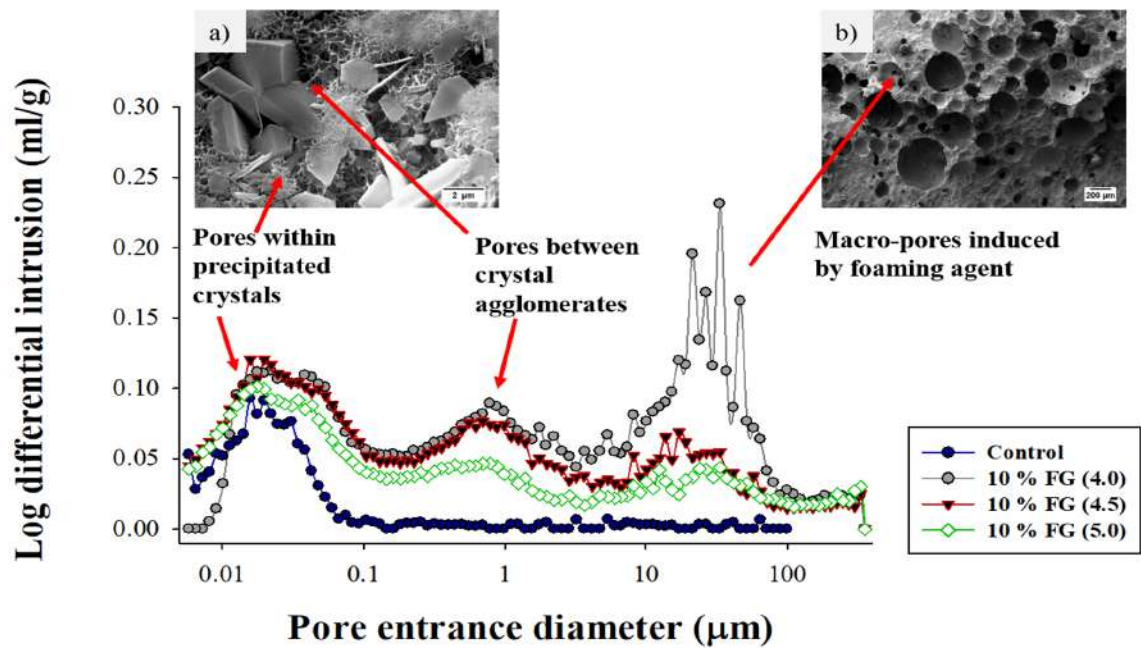 a)
b)
2 µm
200 µm
Log differential intrusion (ml/g)
0.30
0.25
0.20
0.15
0.10
0.05
0.00
Pores within
precipitated
crystals
Pores between
crystal
agglomerates
Macro-pores induced
by foaming agent
0.01
0.1
1
10
100
Pore entrance diameter (µm)
Control
10 % FG (4.0)
10 % FG (4.5)
10 % FG (5.0)